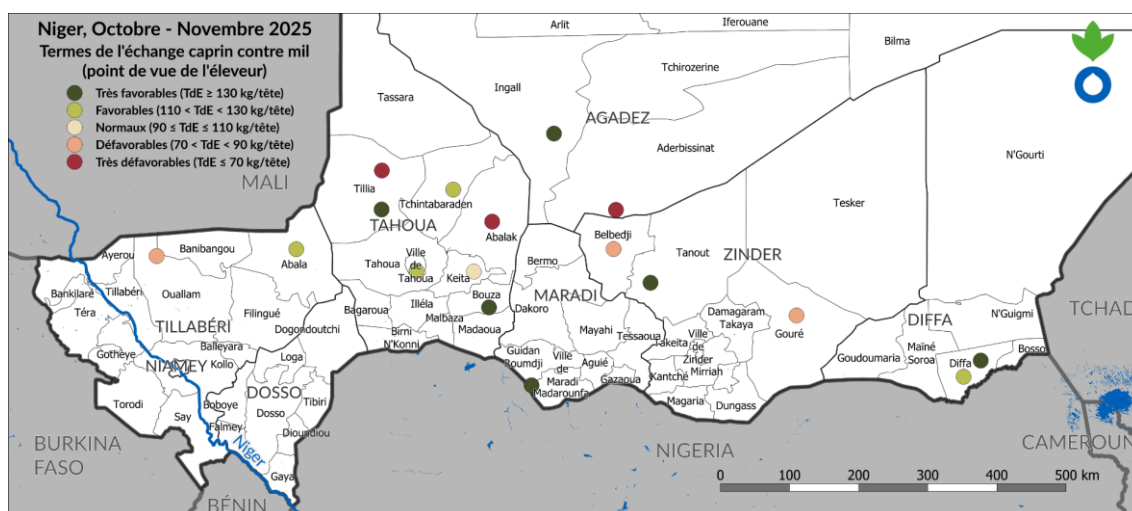 Niger, Octobre - Novembre 2025
Termes de l'échange caprin contre mil
(point de vue de l'éleveur)
Très favorables (TdE ≥ 130 kg/tête)
Favorables (110 < TdE < 130 kg/tête)
Normaux (90 ≤ TdE ≤ 110 kg/tête)
Défavorables (70 < TdE < 90 kg/tête)
Très défavorables (TdE ≤ 70 kg/tête)
Arlit
Iferouane
Bilma
Tchirozerine
Ingall
Tassara
AGADEZ
Aderbissinat
N'Gourti
MALI
Tillia
Tchintabaraden
TAHOUA
Abalak
Belbedji
Tanout
Tesker
ZINDER
Ayerou
Banibangou
Abala
Tahoua
Ville
de
Tahoua
Keita
Bermo
Bankilaré
Tillabéri
Ouallam
Téra
Filingué
Bagaroua
Illéla
Bouza
Malbaza
Dakoro
MARADI
Madaoua
Birni
N'Konni
TILLABÉRI
Dogondoutchi
Balleyara
Gotheye
NIAMEY
Kollo
Loga
Mayahi
Tessaoua
Takeita
Damagaram
Takaya
Ville
de
Zinder
Mirriah
Gouré
Goudoumaria
DIFFA
Maïné
Soroa
Diffa
N'Guigmi
Bosso
TCHAD
Guidan
Roumdji
Ville
de
Maradi
Madarounfa
Aguié
Gazaoua
Kantché
Magaria
Dungass
Torodi
Say
Boboye
Falmey
DOSSO
Dosso
Tibiri
Dioundiou
Gaya
Niger
BURKINA
FASO
BÉNIN
NIGERIA
CAMEROUN
0 100 200 300 400 500 km